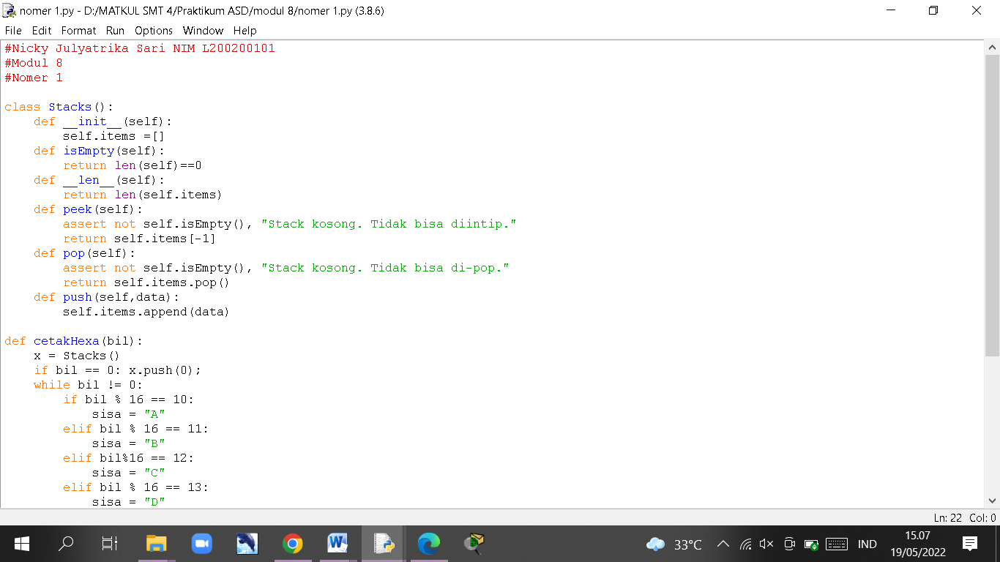 nomer 1.py - D:/MATKUL SMT 4/Praktikum ASD/modul 8/nomer 1.py (3.8.6)
File Edit Format Run Options Window Help
#Nicky Julyatrika Sari NIM L200200101
#Modul 8
#Nomer 1

class Stacks():
    def __init__(self):
        self.items =[]
    def isEmpty(self):
        return len(self)==0
    def __len__(self):
        return len(self.items)
    def peek(self):
        assert not self.isEmpty(), "Stack kosong. Tidak bisa diintip."
        return self.items[-1]
    def pop(self):
        assert not self.isEmpty(), "Stack kosong. Tidak bisa di-pop."
        return self.items.pop()
    def push(self,data):
        self.items.append(data)

def cetakHexa(bil):
    x = Stacks()
    if bil == 0: x.push(0);
    while bil != 0:
        if bil % 16 == 10:
            sisa = "A"
        elif bil % 16 == 11:
            sisa = "B"
        elif bil%16 == 12:
            sisa = "C"
        elif bil % 16 == 13:
            sisa = "D"
Ln: 22 Col: 0
33°C
IND
15.07
19/05/2022